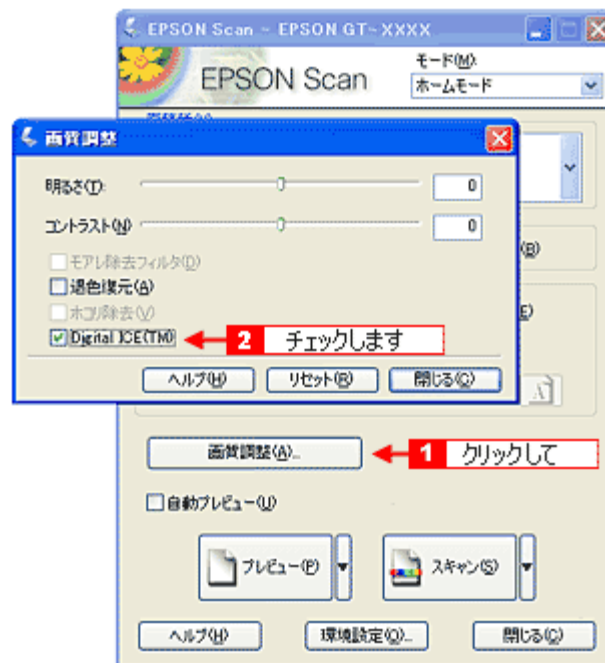 EPSON Scan - EPSON GT-XXXX
EPSON Scan
モード(M):
ホームモード
画質調整
明るさ(T):
0
コントラスト(N)
0
モアレ除去フィルタ(D)
退色復元(A)
ホコリ除去(V)
Digital ICE(TM)
2 チェックします
ヘルプ(H)
リセット(R)
閉じる(C)
(B)
(E)
画質調整(A)...
1 クリックして
自動プレビュー(U)
プレビュー(P)
スキャン(S)
ヘルプ(H)
環境設定(O)...
閉じる(C)